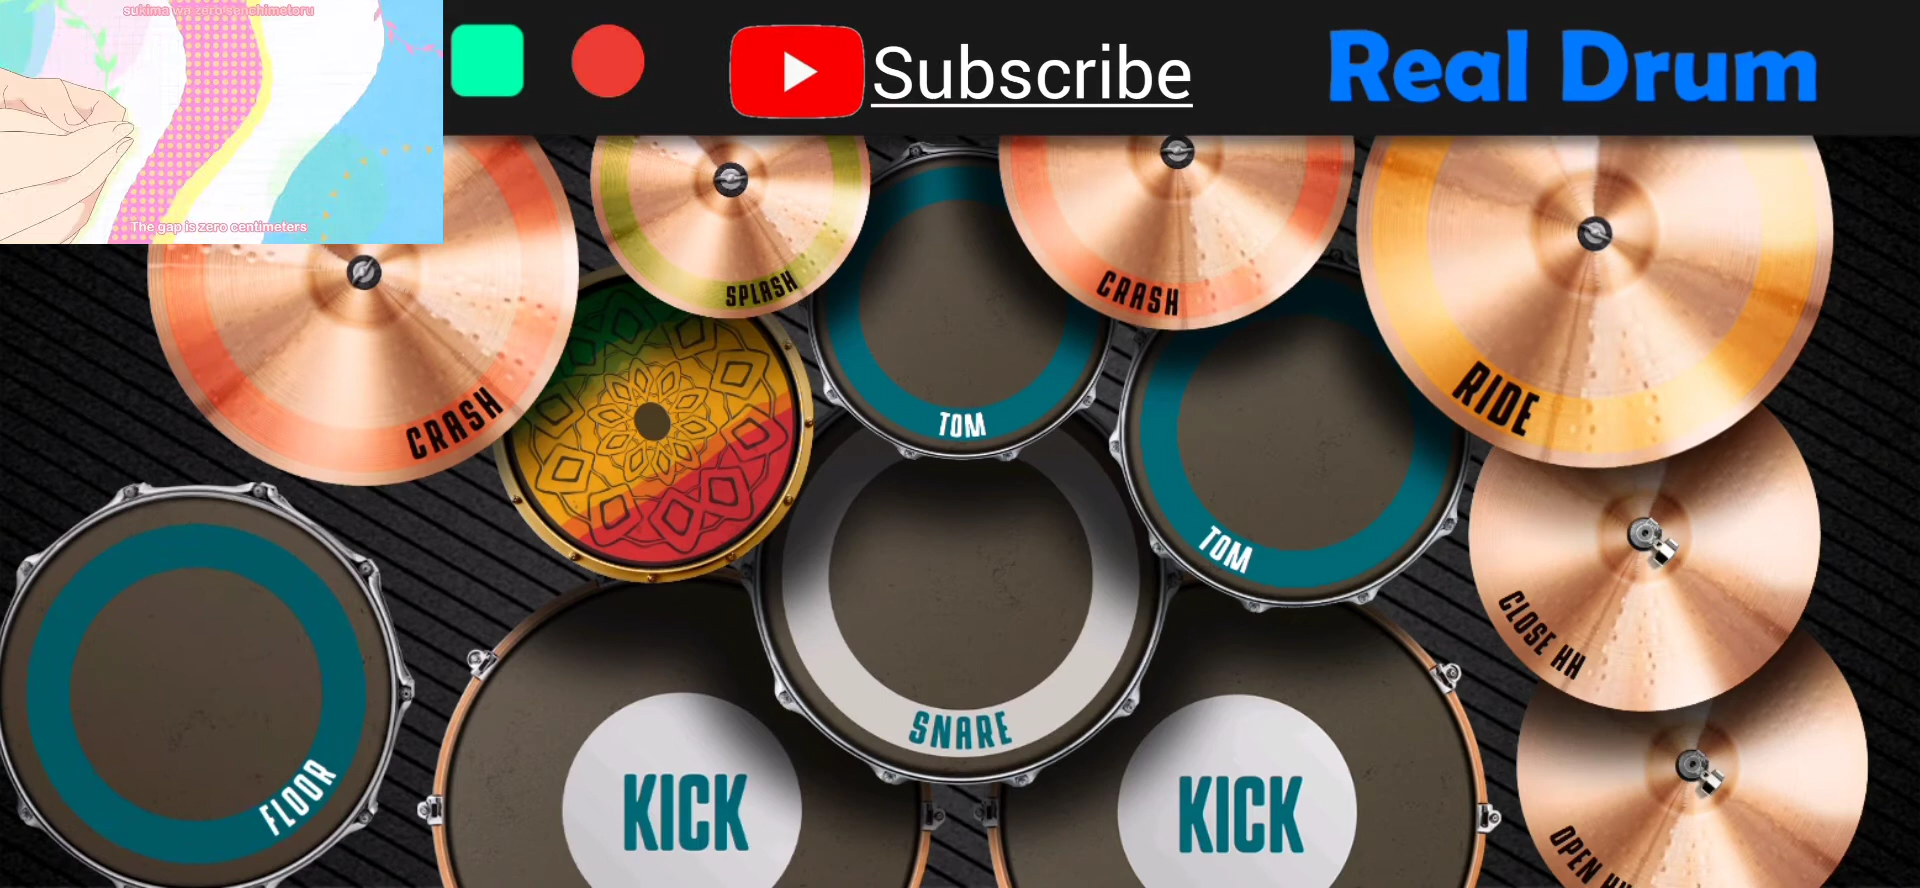 sukima wa zero senchimetoru
The gap is zero centimeters
Subscribe
Real Drum
CRASH
SPLASH
TOM
CRASH
TOM
RIDE
CLOSE HH
OPEN HH
FLOOR
SNARE
KICK
KICK